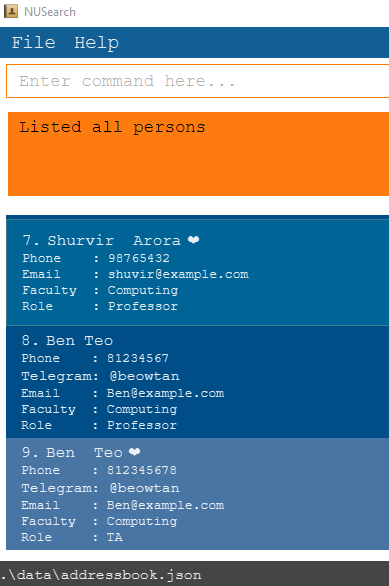 NUSearch
File Help
Enter command here...
Listed all persons
7. Shurvir  Arora ❤
Phone    : 98765432
Email    : shuvir@example.com
Faculty  : Computing
Role     : Professor
8. Ben Teo
Phone    : 81234567
Telegram: @beowtan
Email    : Ben@example.com
Faculty  : Computing
Role     : Professor
9. Ben  Teo ❤
Phone    : 812345678
Telegram: @beowtan
Email    : Ben@example.com
Faculty  : Computing
Role     : TA
.\data\addressbook.json